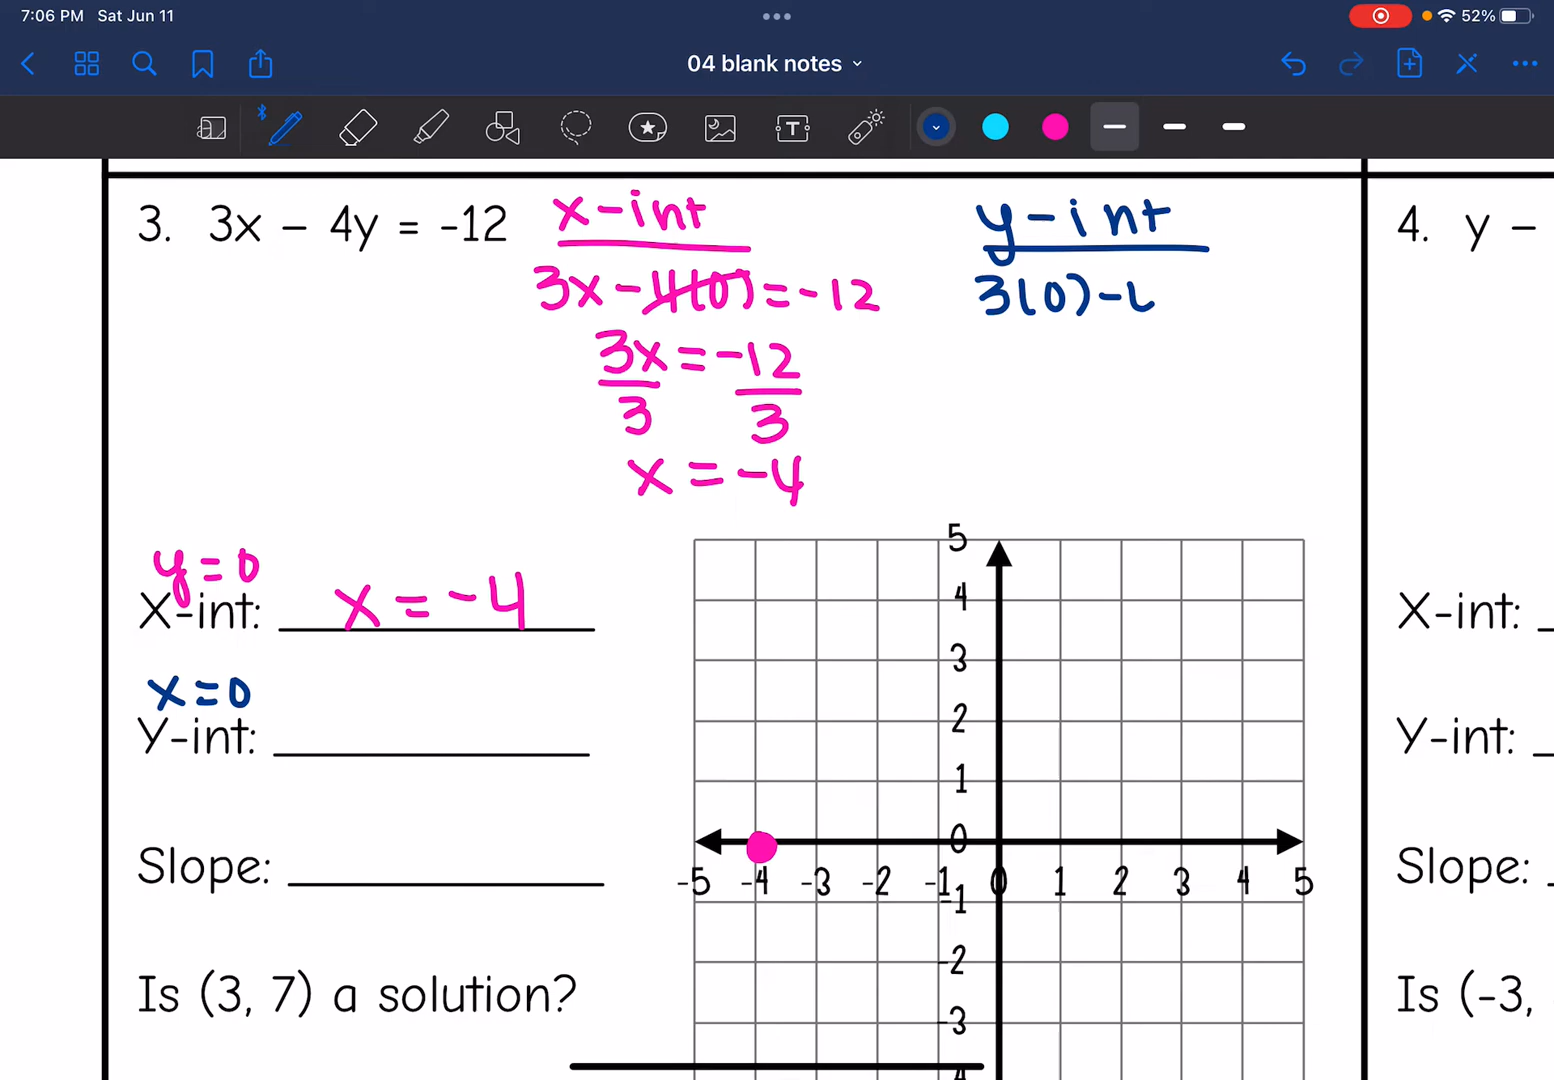 7:06 PM Sat Jun 11
52%
04 blank notes
T
3. 3x - 4y = -12
x-int
3x-4(0)=-12
3x=-12
3 3
x=-4
y-int
3(0)-
4. y -
y=0
X-int: x=-4
x=0
Y-int:
Slope:
Is (3, 7) a solution?
5
4
3
2
1
0
-5 -4 -3 -2 -1 0 1 2 3 4 5
-1
-2
-3
X-int:
Y-int:
Slope:
Is (-3,